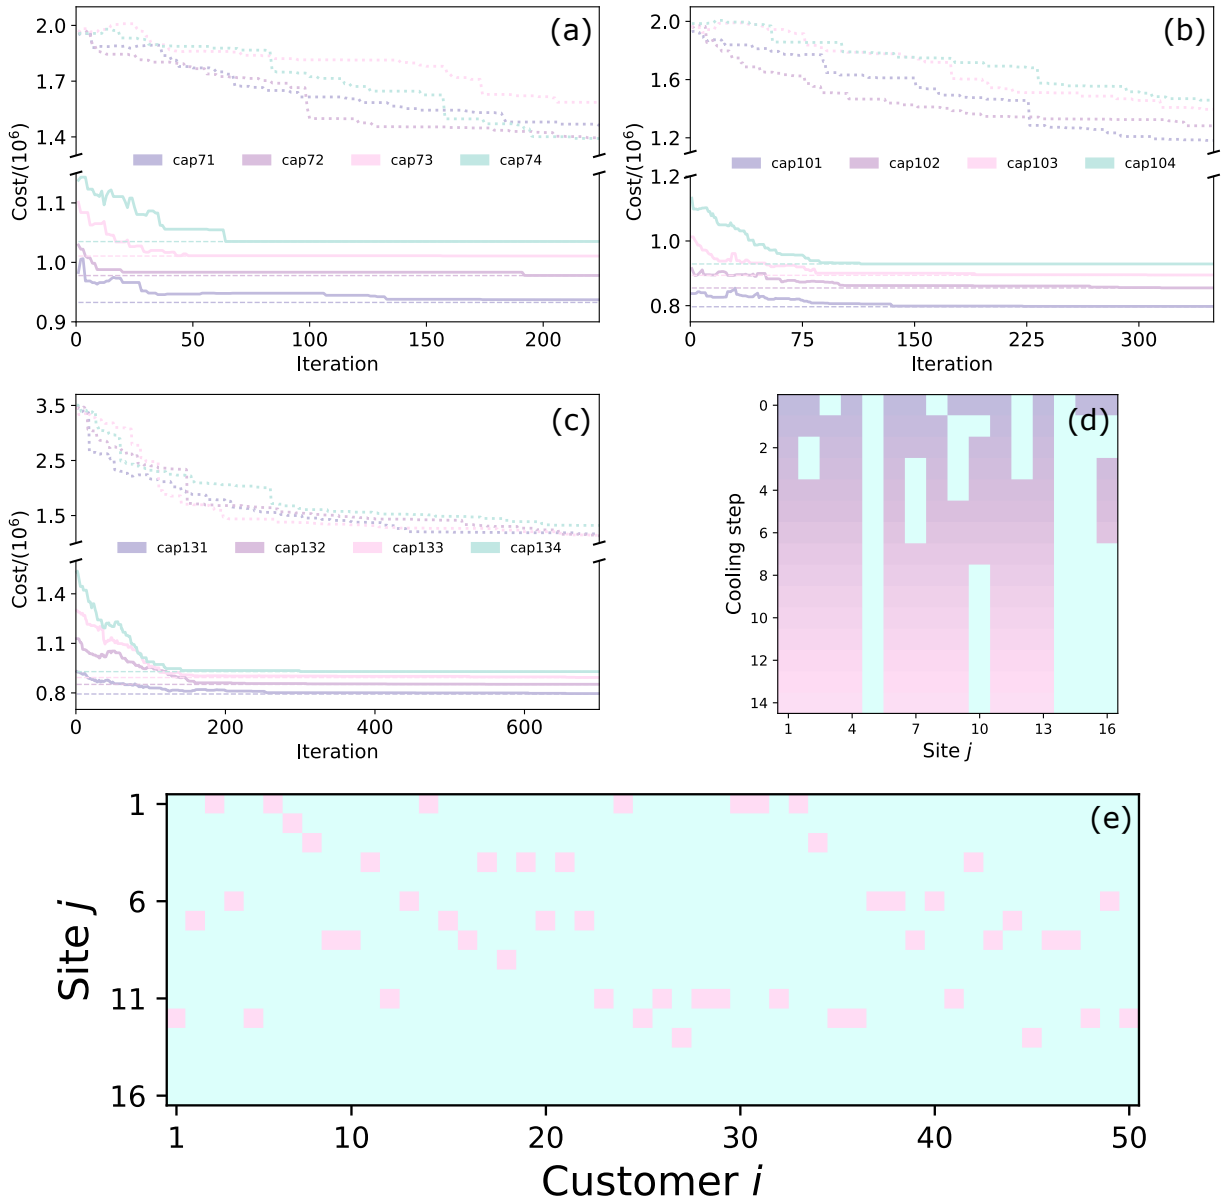 (a)
2.0
1.7
1.4
cap71 cap72 cap73 cap74
1.1
1.0
0.9
Cost/(10⁶)
0 50 100 150 200
Iteration
(b)
2.0
1.6
1.2
cap101 cap102 cap103 cap104
1.2
1.0
0.8
Cost/(10⁶)
0 75 150 225 300
Iteration
(c)
3.5
2.5
1.5
cap131 cap132 cap133 cap134
1.4
1.1
0.8
Cost/(10⁶)
0 200 400 600
Iteration
(d)
0
2
4
6
8
10
12
14
Cooling step
1 4 7 10 13 16
Site j
(e)
1
6
11
16
Site j
1 10 20 30 40 50
Customer i